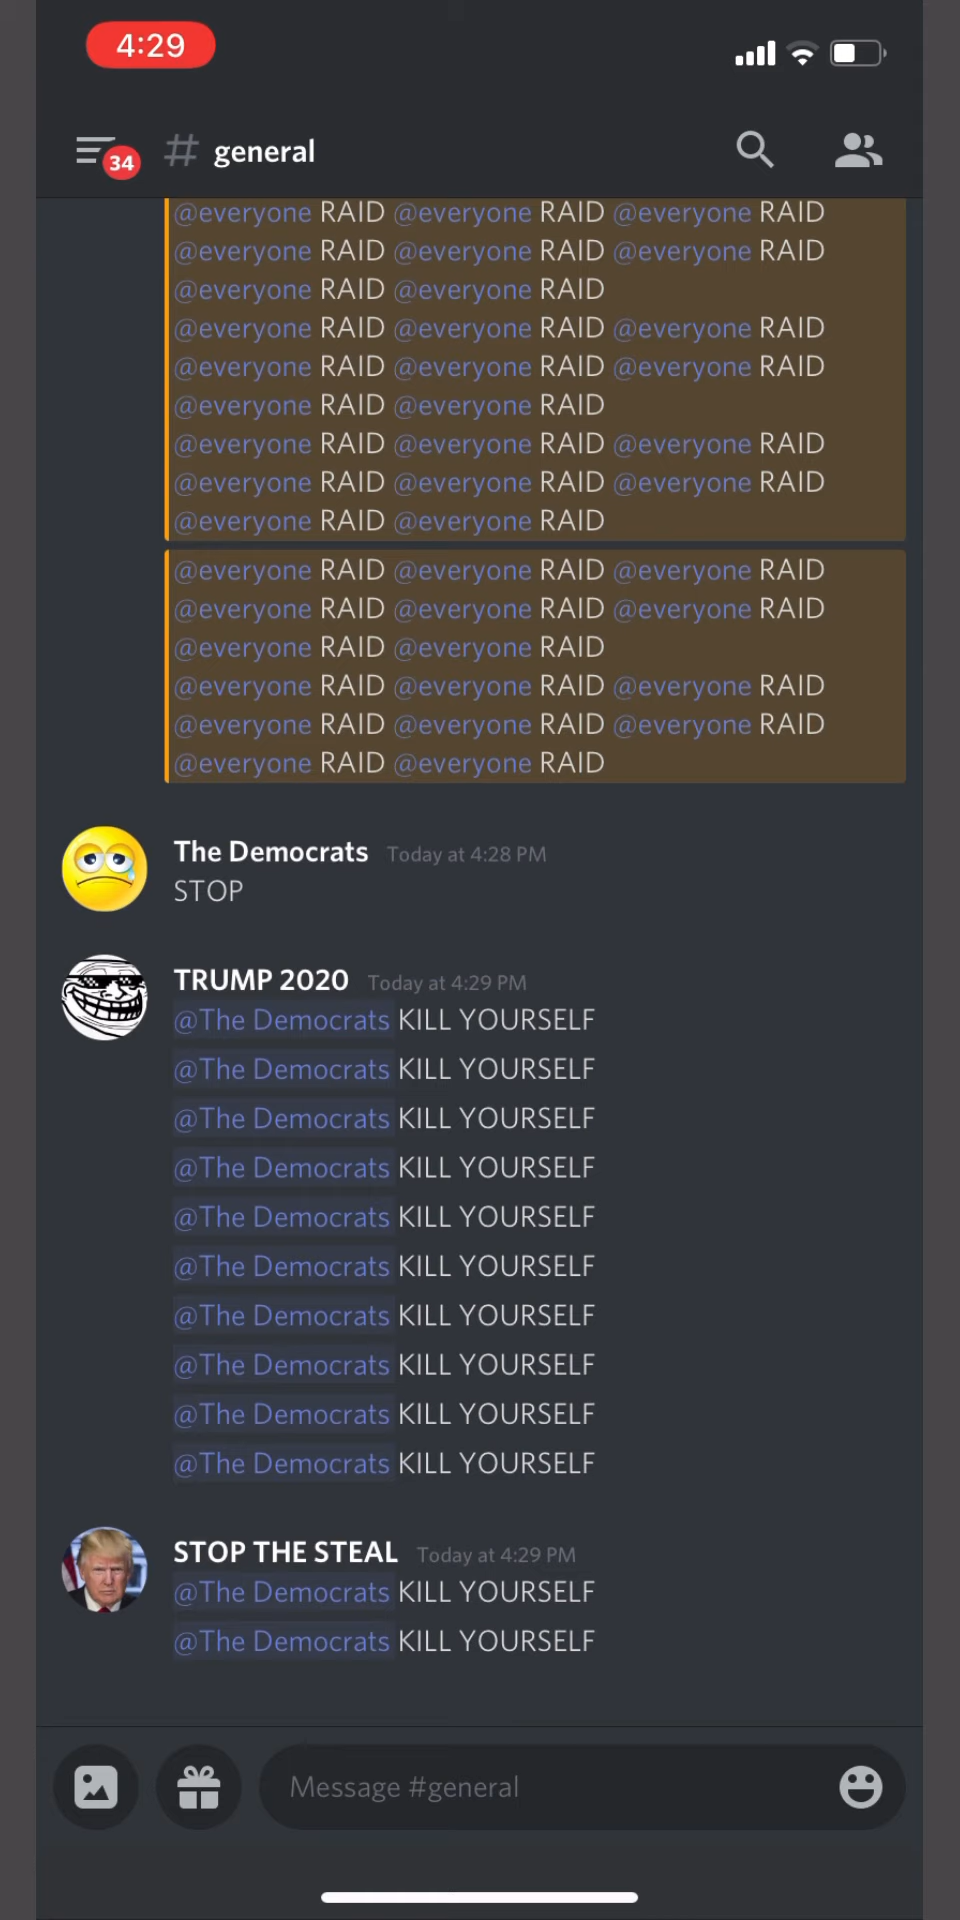 4:29
34
# general
@everyone RAID @everyone RAID @everyone RAID
@everyone RAID @everyone RAID @everyone RAID
@everyone RAID @everyone RAID
@everyone RAID @everyone RAID @everyone RAID
@everyone RAID @everyone RAID @everyone RAID
@everyone RAID @everyone RAID
@everyone RAID @everyone RAID @everyone RAID
@everyone RAID @everyone RAID @everyone RAID
@everyone RAID @everyone RAID
@everyone RAID @everyone RAID @everyone RAID
@everyone RAID @everyone RAID @everyone RAID
@everyone RAID @everyone RAID
@everyone RAID @everyone RAID @everyone RAID
@everyone RAID @everyone RAID @everyone RAID
@everyone RAID @everyone RAID
The Democrats Today at 4:28 PM
STOP
TRUMP 2020 Today at 4:29 PM
@The Democrats KILL YOURSELF
@The Democrats KILL YOURSELF
@The Democrats KILL YOURSELF
@The Democrats KILL YOURSELF
@The Democrats KILL YOURSELF
@The Democrats KILL YOURSELF
@The Democrats KILL YOURSELF
@The Democrats KILL YOURSELF
@The Democrats KILL YOURSELF
@The Democrats KILL YOURSELF
STOP THE STEAL Today at 4:29 PM
@The Democrats KILL YOURSELF
@The Democrats KILL YOURSELF
Message #general